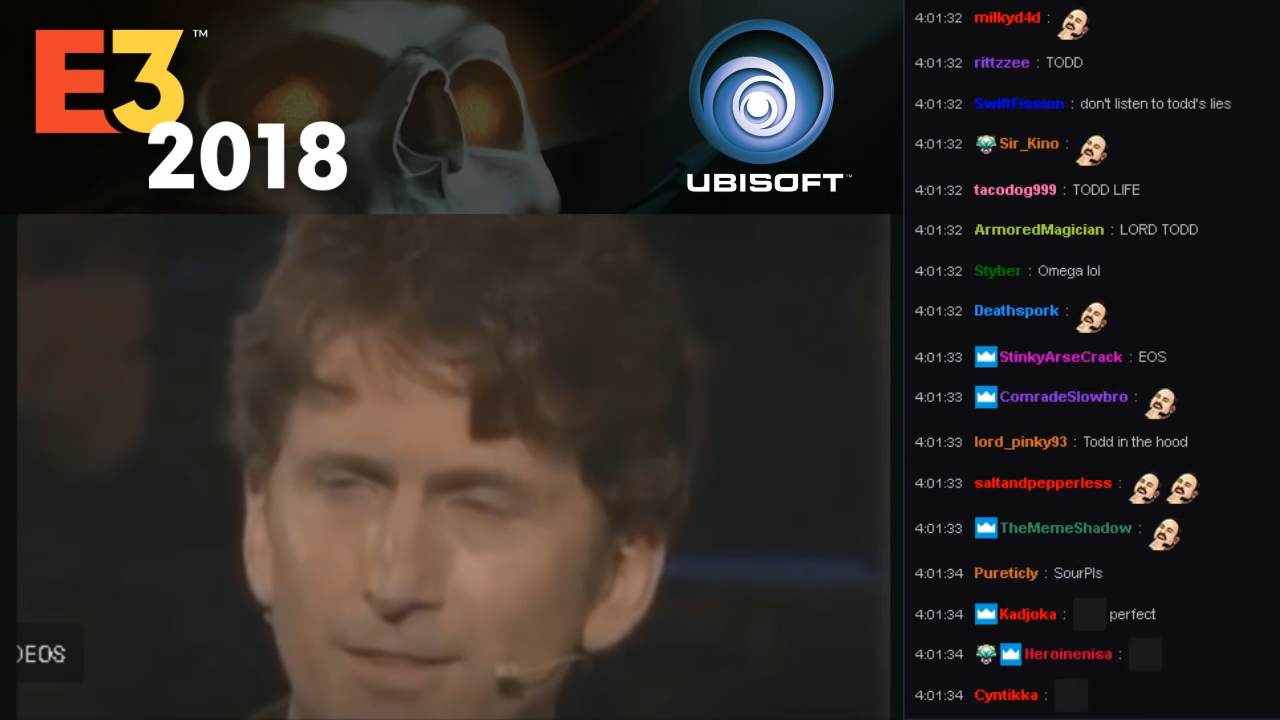 E3™
2018
UBISOFT™
DEOS
4:01:32 milkyd4d :
4:01:32 rittzzee : TODD
4:01:32 SwiftFission : don't listen to todd's lies
4:01:32 Sir_Kino :
4:01:32 tacodog999 : TODD LIFE
4:01:32 ArmoredMagician : LORD TODD
4:01:32 Styber : Omega lol
4:01:32 Deathspork :
4:01:33 StinkyArseCrack : EOS
4:01:33 ComradeSlowbro :
4:01:33 lord_pinky93 : Todd in the hood
4:01:33 saltandpepperless :
4:01:33 TheMemeShadow :
4:01:34 Pureticly : SourPls
4:01:34 Kadjoka : perfect
4:01:34 Heroinenisa :
4:01:34 Cyntikka :